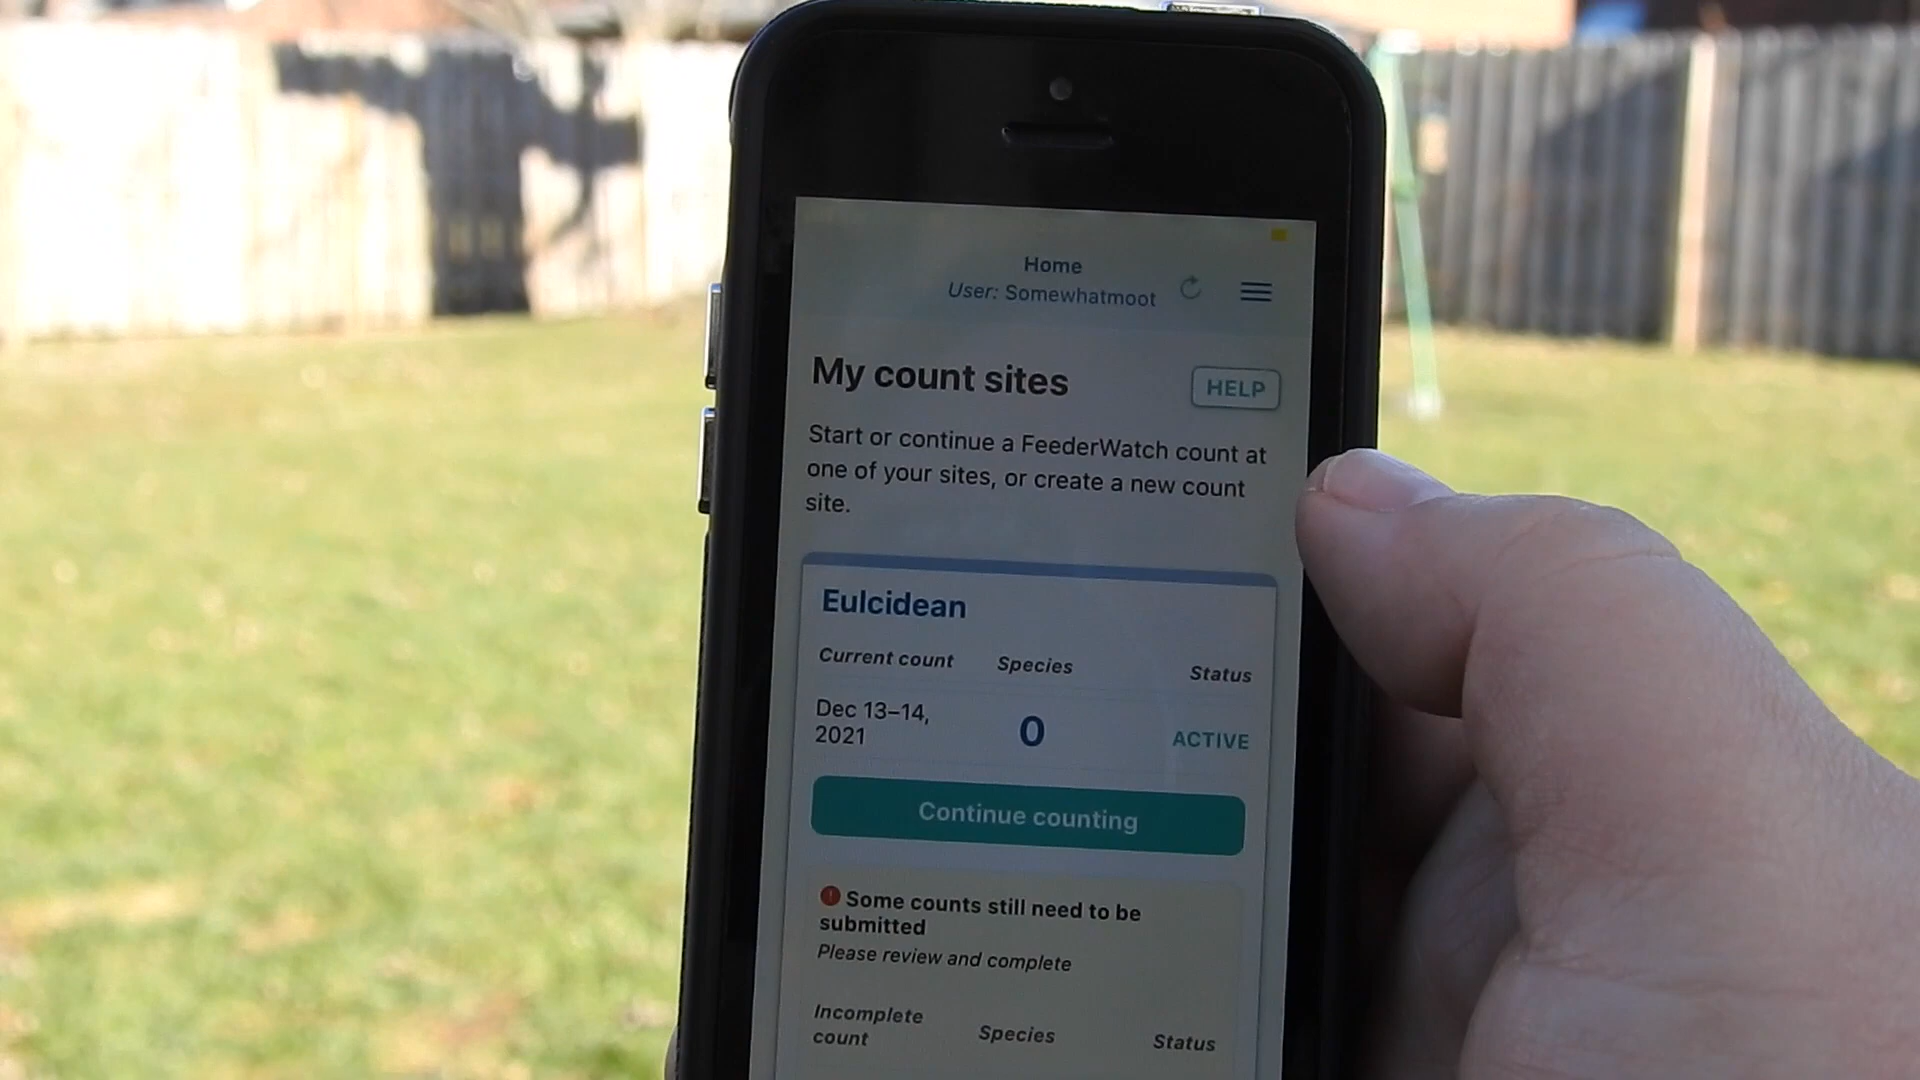 Home
User: Somewhatmoot
My count sites
HELP
Start or continue a FeederWatch count at
one of your sites, or create a new count
site.
Eulcidean
Current count Species Status
Dec 13–14,
2021
0
ACTIVE
Continue counting
Some counts still need to be
submitted
Please review and complete
Incomplete
count
Species
Status